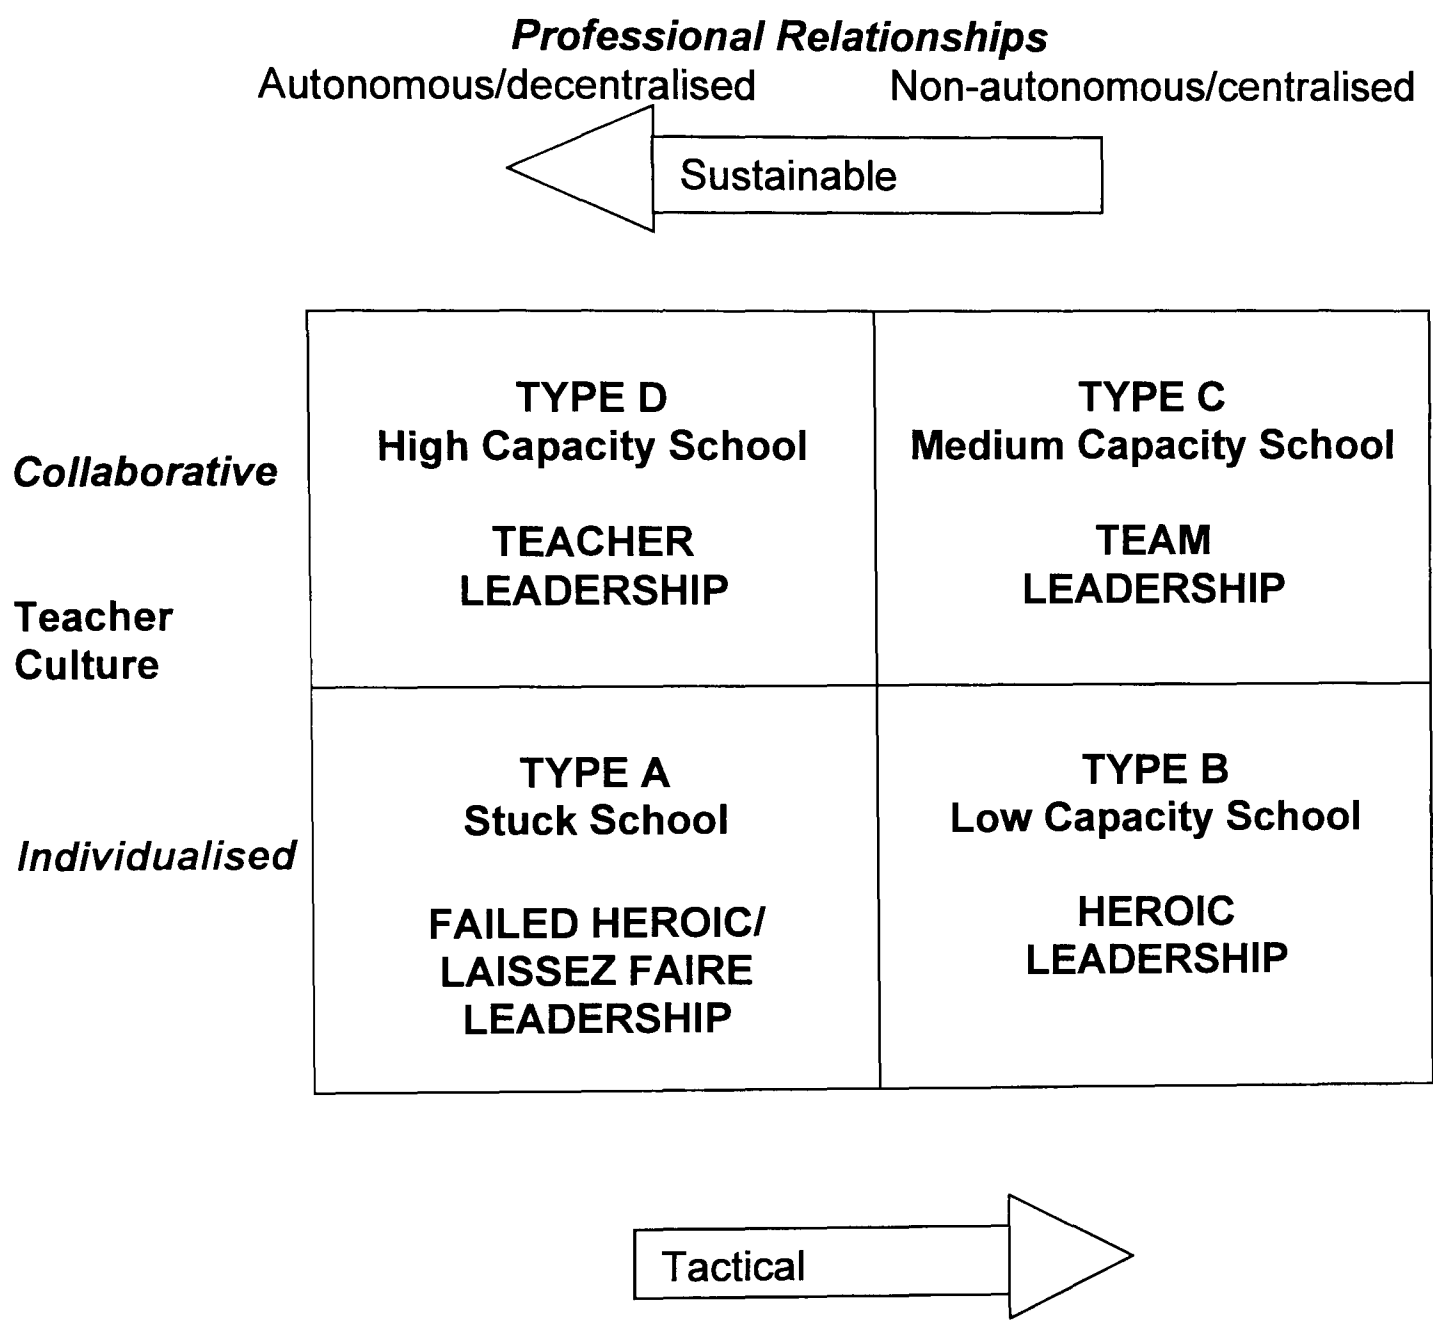 Professional Relationships
Autonomous/decentralised Non-autonomous/centralised
Sustainable
TYPE D
High Capacity School
TEACHER
LEADERSHIP
TYPE C
Medium Capacity School
TEAM
LEADERSHIP
Collaborative
Teacher
Culture
Individualised
TYPE A
Stuck School
FAILED HEROIC/
LAISSEZ FAIRE
LEADERSHIP
TYPE B
Low Capacity School
HEROIC
LEADERSHIP
Tactical